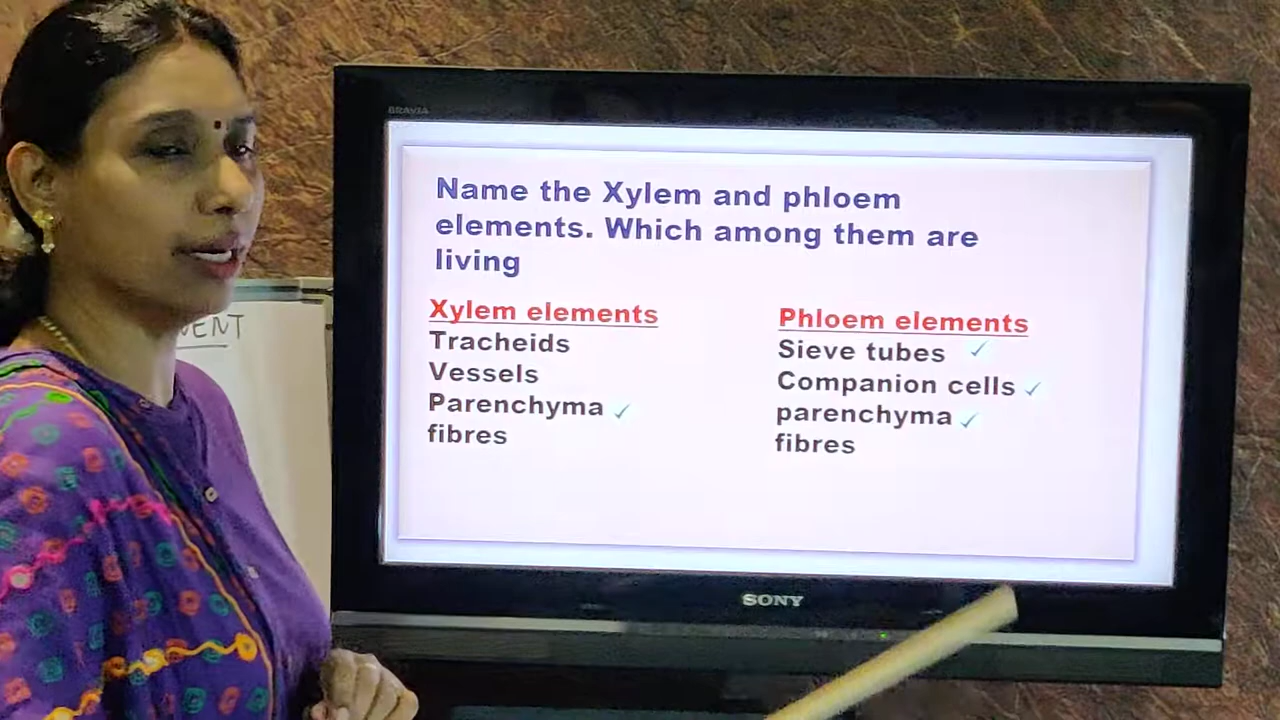 BRAVIA
Name the Xylem and phloem
elements. Which among them are
living
Xylem elements
Tracheids
Vessels
Parenchyma ✓
fibres
Phloem elements
Sieve tubes ✓
Companion cells ✓
parenchyma ✓
fibres
SONY